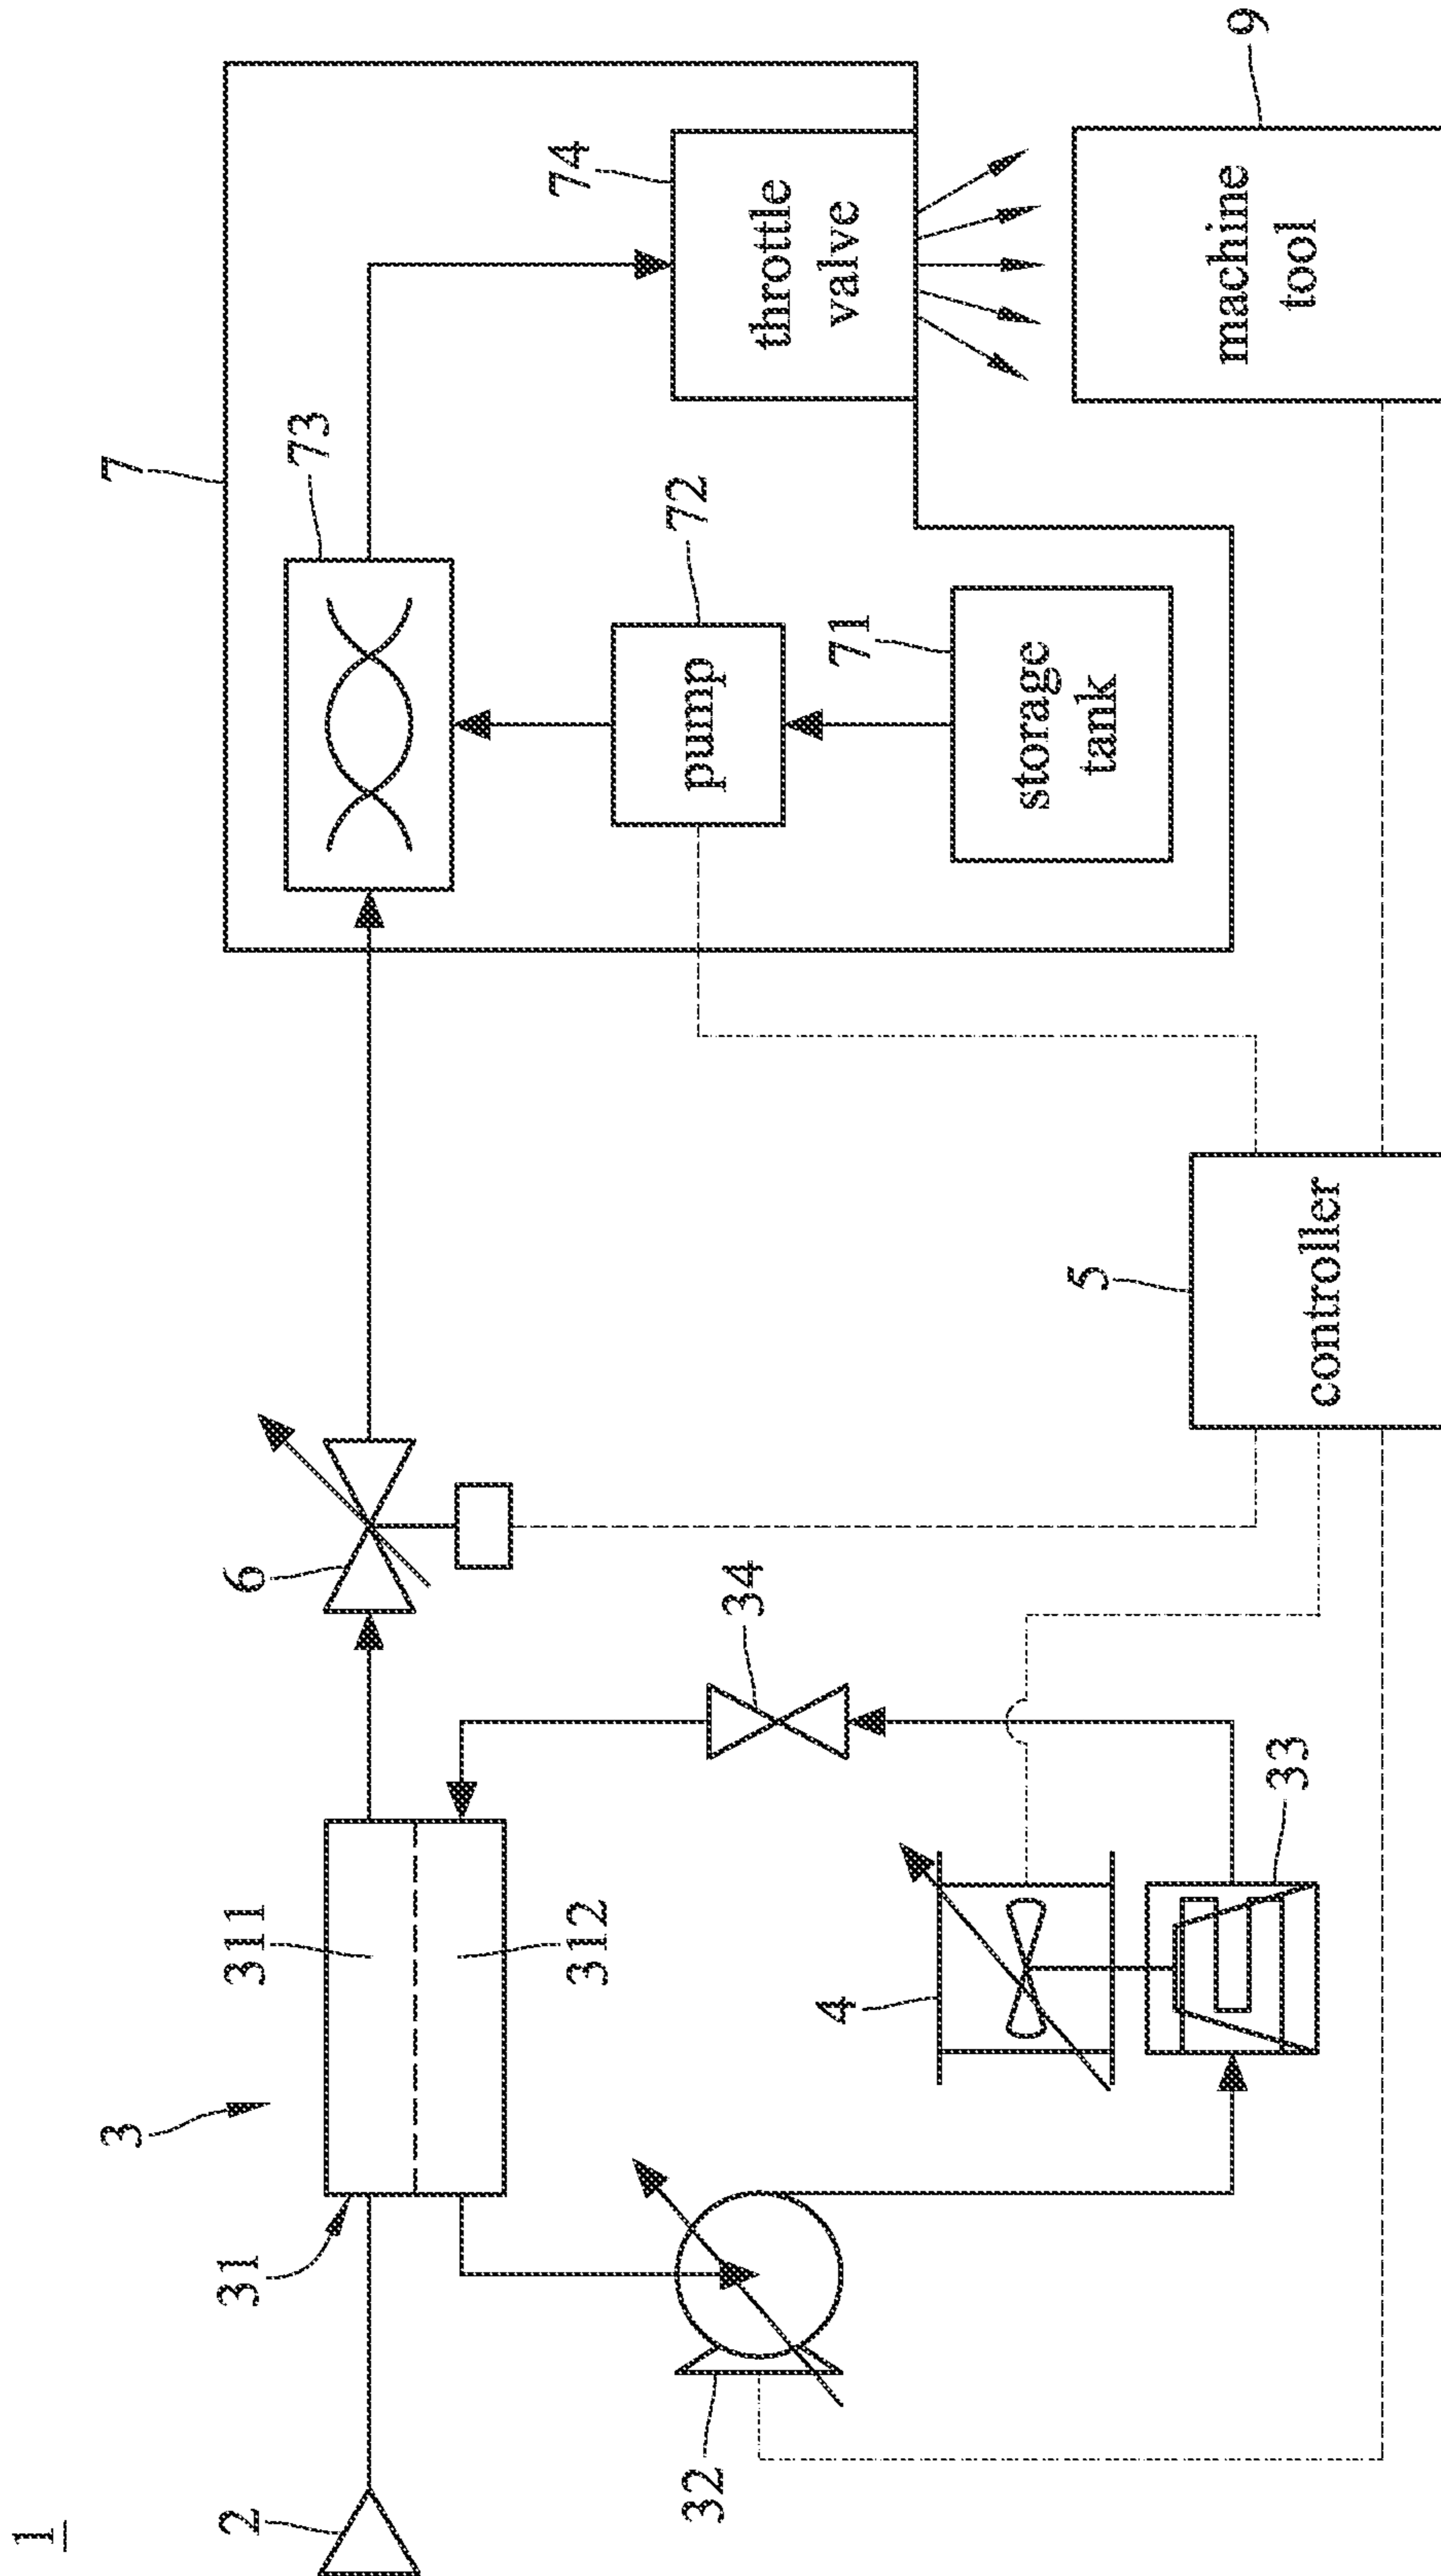 1
2
3
31
311
312
32
4
33
34
6
5
controller
7
73
72
pump
71
storage
tank
74
throttle
valve
9
machine
tool